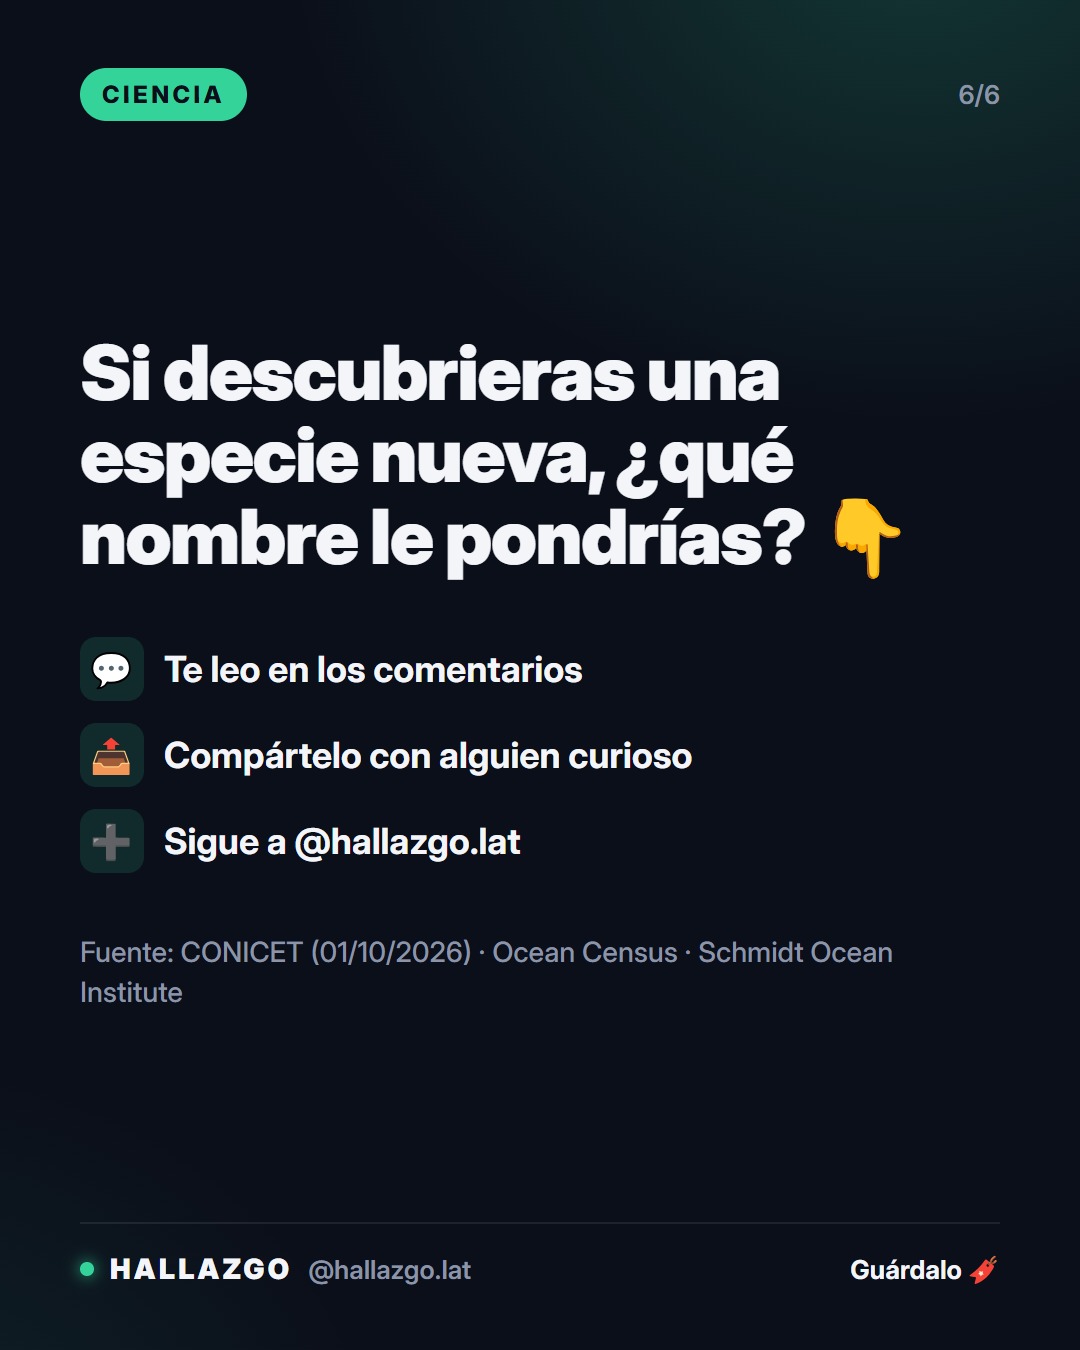 CIENCIA
6/6
Si descubrieras una
especie nueva, ¿qué
nombre le pondrías? 👇
💬 Te leo en los comentarios
📤 Compártelo con alguien curioso
➕ Sigue a @hallazgo.lat
Fuente: CONICET (01/10/2026) · Ocean Census · Schmidt Ocean
Institute
HALLAZGO @hallazgo.lat
Guárdalo 🔖